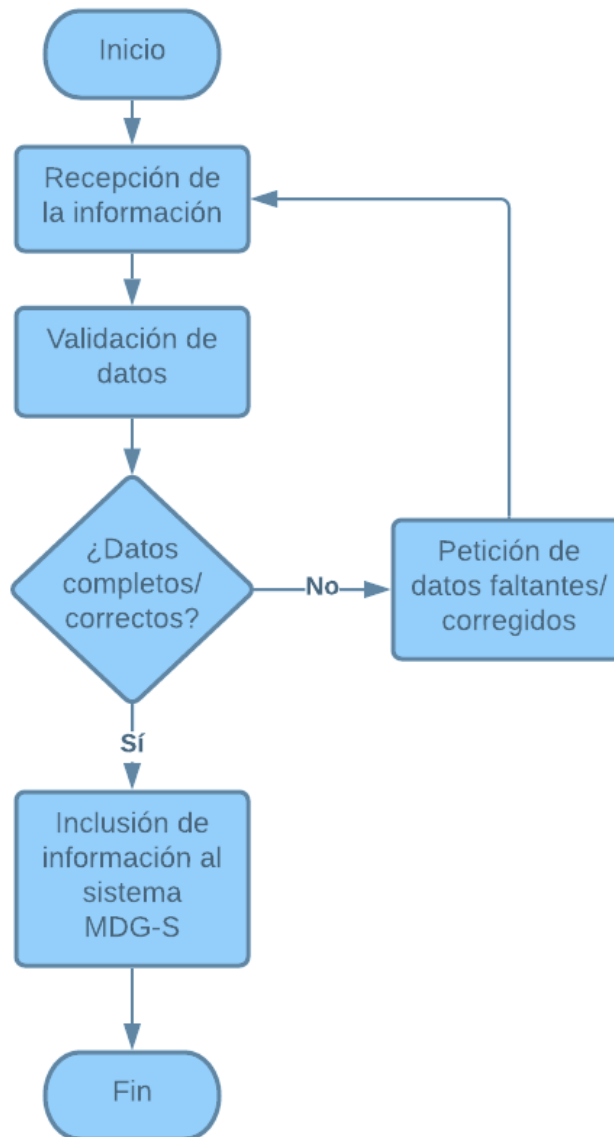 Inicio
Recepción de
la información
Validación de
datos
¿Datos
completos/
correctos?
No
Petición de
datos faltantes/
corregidos
Sí
Inclusión de
información al
sistema
MDG-S
Fin